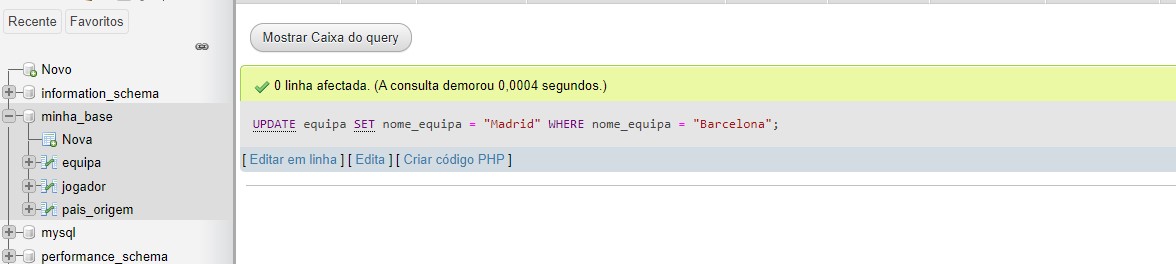 Recente Favoritos
Novo
information_schema
minha_base
Nova
equipa
jogador
pais_origem
mysql
performance_schema
Mostrar Caixa do query
0 linha afectada. (A consulta demorou 0,0004 segundos.)
UPDATE equipa SET nome_equipa = "Madrid" WHERE nome_equipa = "Barcelona";
[ Editar em linha ] [ Edita ] [ Criar código PHP ]